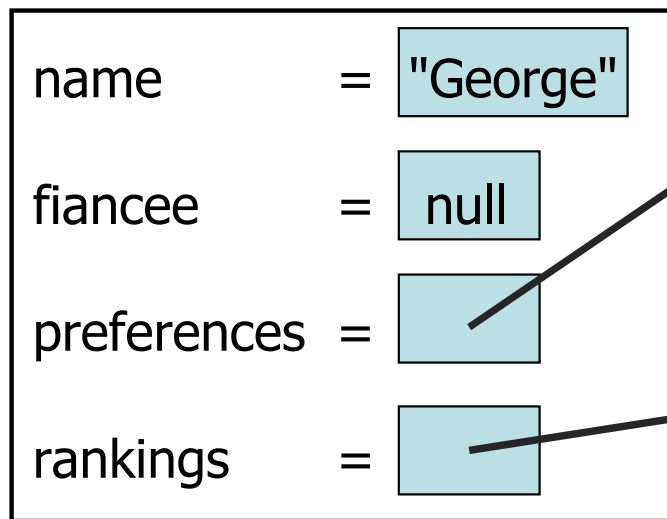 name = "George"
fiancee = null
preferences =
rankings =